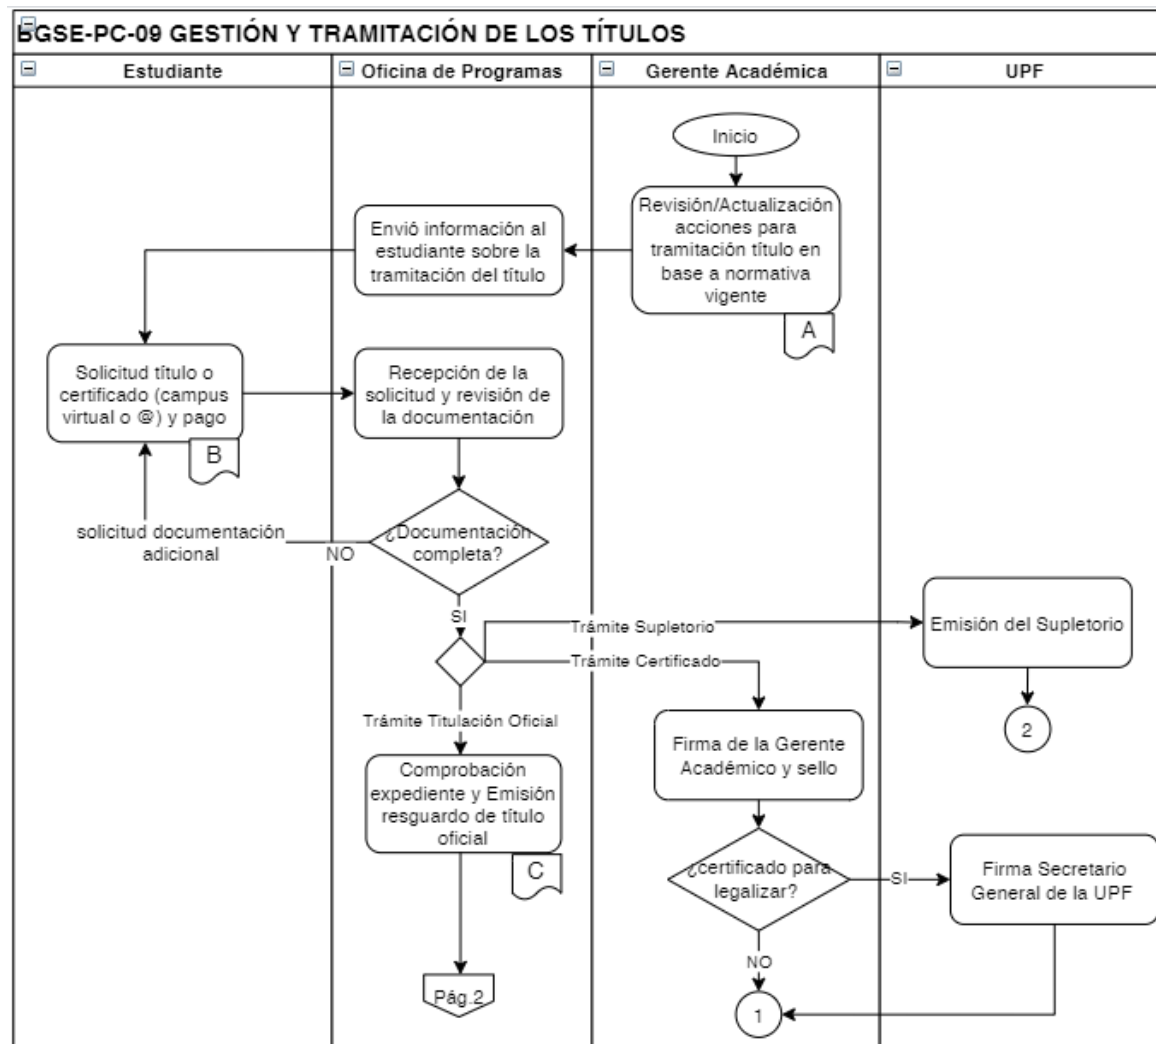 BGSE-PC-09 GESTIÓN Y TRAMITACIÓN DE LOS TÍTULOS
Estudiante
Oficina de Programas
Gerente Académica
UPF
Inicio
Revisión/Actualización
acciones para
tramitación título en
base a normativa
vigente
A
Envió información al
estudiante sobre la
tramitación del título
Solicitud título o
certificado (campus
virtual o @) y pago
B
Recepción de la
solicitud y revisión de
la documentación
¿Documentación
completa?
NO
solicitud documentación
adicional
SI
Trámite Supletorio
Emisión del Supletorio
2
Trámite Certificado
Trámite Titulación Oficial
Firma de la Gerente
Académico y sello
Comprobación
expediente y Emisión
resguardo de título
oficial
C
¿certificado para
legalizar?
SI
Firma Secretario
General de la UPF
NO
Pág.2
1